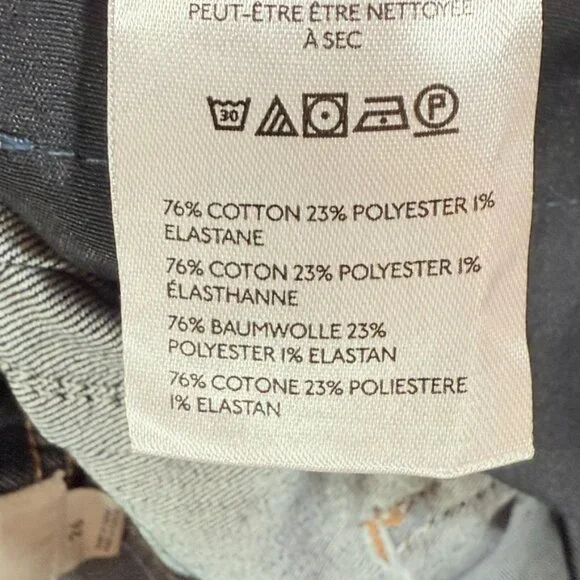 PEUT-ÊTRE ÊTRE NETTOYÉE
À SEC
30 P
76% COTTON 23% POLYESTER 1%
ELASTANE
76% COTON 23% POLYESTER 1%
ÉLASTHANNE
76% BAUMWOLLE 23%
POLYESTER 1% ELASTAN
76% COTONE 23% POLIESTERE
1% ELASTAN
26